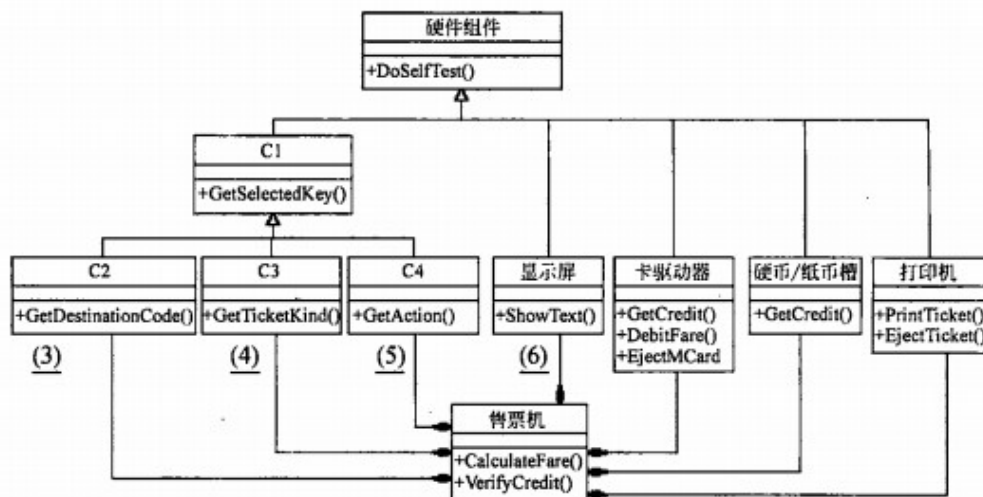 硬件组件
+DoSelfTest()
C1
+GetSelectedKey()
C2 C3 C4 显示屏 卡驱动器 硬币/纸币槽 打印机
+GetDestinationCode() +GetTicketKind() +GetAction() +ShowText() +GetCredit() +GetCredit() +PrintTicket()
+DebitFare() +EjectTicket()
+EjectMCard
(3) (4) (5) (6)
售票机
+CalculateFare()
+VerifyCredit()